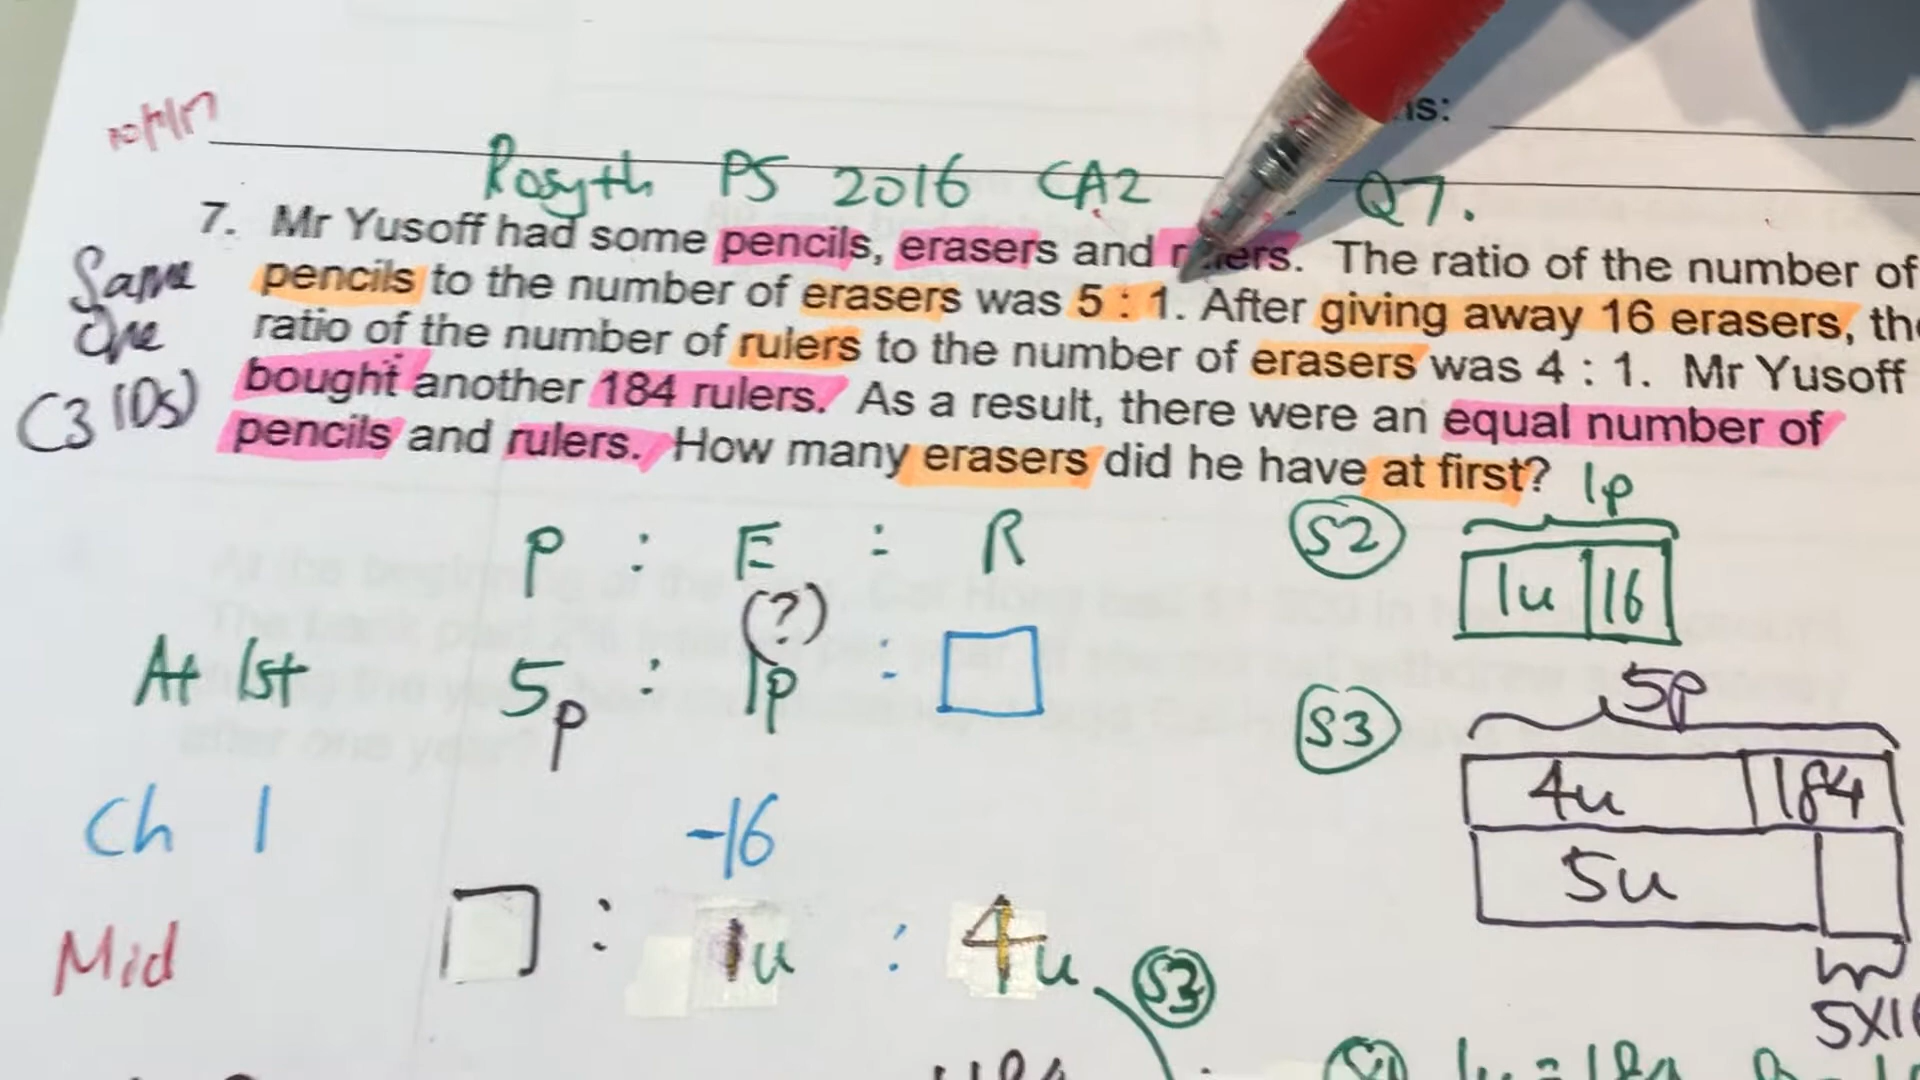 ns:
Rosyth PS 2016 CA2 Q7.
7. Mr Yusoff had some pencils, erasers and rulers. The ratio of the number of
Same pencils to the number of erasers was 5 : 1. After giving away 16 erasers, the
One ratio of the number of rulers to the number of erasers was 4 : 1. Mr Yusoff
C3 (Ds) bought another 184 rulers. As a result, there were an equal number of
pencils and rulers. How many erasers did he have at first?
1p
P : E : R
S2
1u 16
(?)
At 1st 5p : 1p :
5p
S3
4u 184
Ch 1 -16
5u
Mid : 1u : 4u
S3
5X16